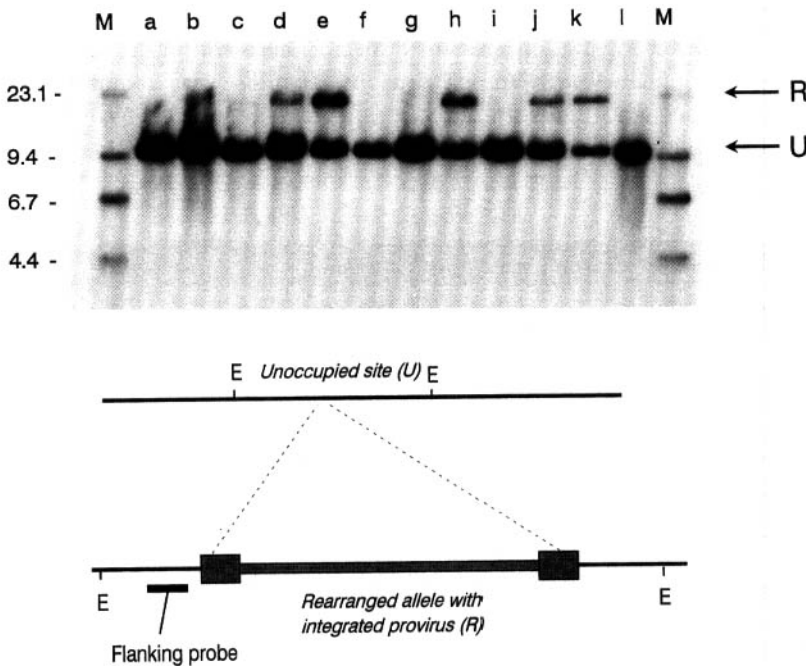 M a b c d e f g h i j k l M
23.1 - R
9.4 - U
6.7 -
4.4 -
E Unoccupied site (U) E
E Rearranged allele with E
integrated provirus (R)
Flanking probe